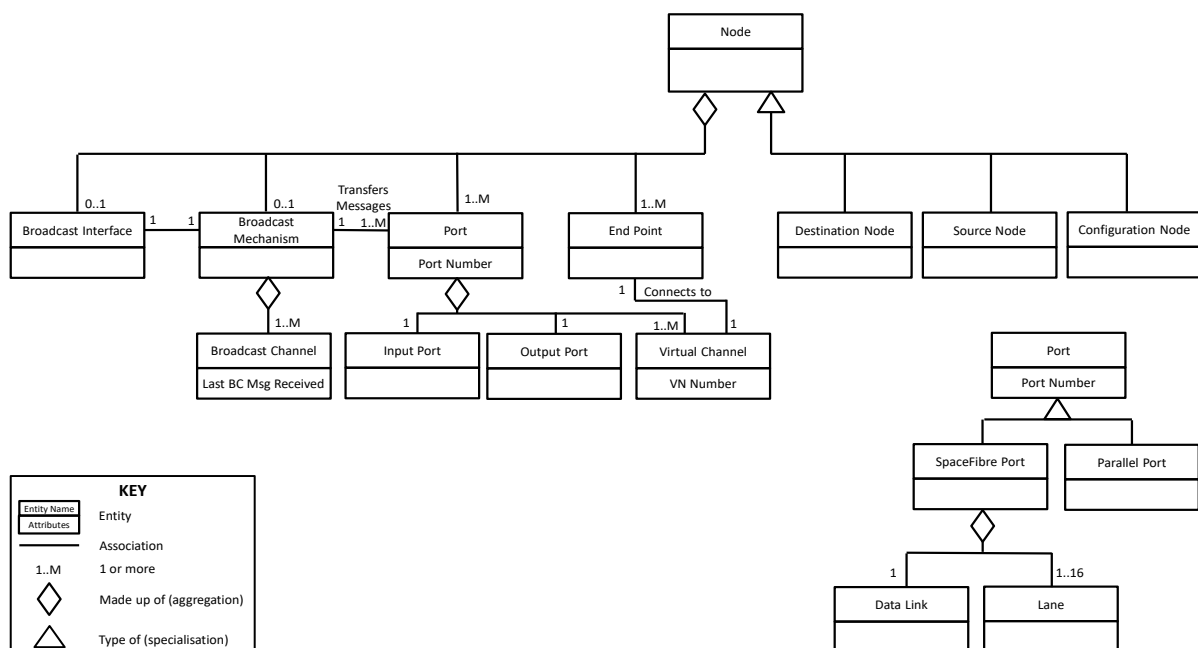 Node
0..1
0..1
1..M
1..M
Transfers
Messages
Broadcast Interface
1
1
Broadcast
Mechanism
1
1..M
Port
Port Number
End Point
Destination Node
Source Node
Configuration Node
1
Connects to
1..M
1
1
1..M
1
Broadcast Channel
Last BC Msg Received
Input Port
Output Port
Virtual Channel
VN Number
Port
Port Number
SpaceFibre Port
Parallel Port
1
1..16
Data Link
Lane
KEY
Entity Name
Attributes
Entity
Association
1..M
1 or more
Made up of (aggregation)
Type of (specialisation)